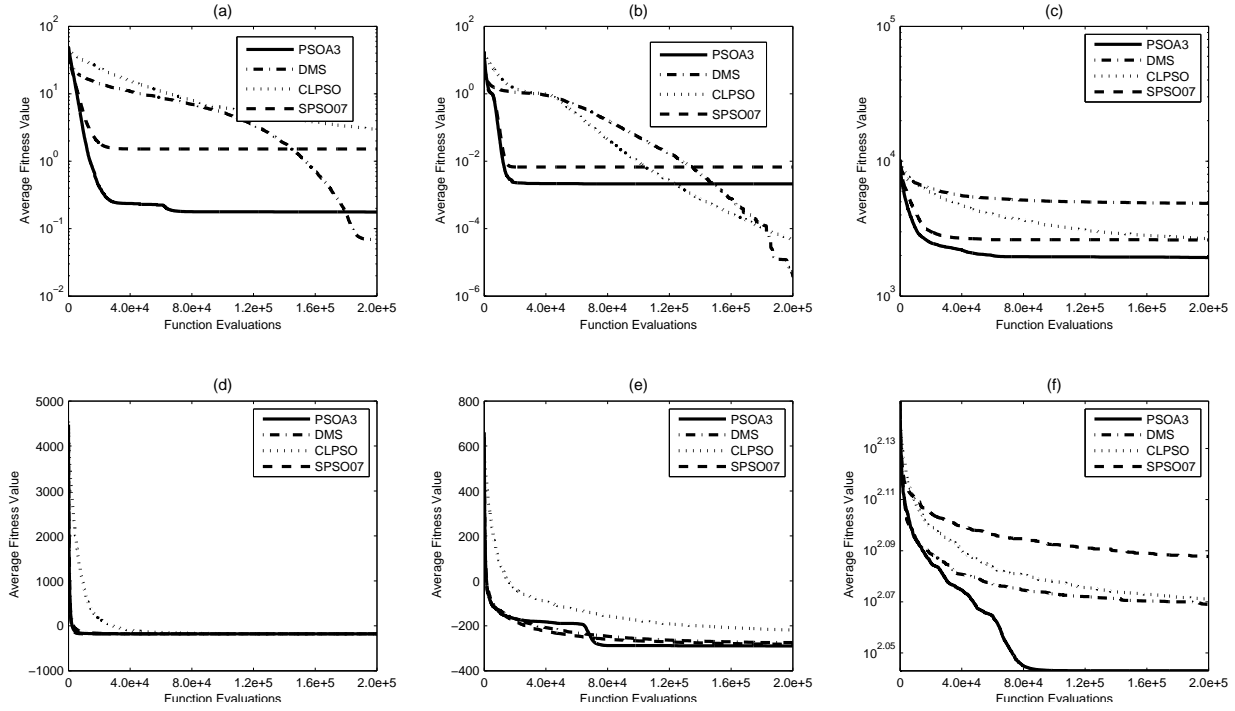 (a)
10^2
10^1
10^0
10^-1
10^-2
Average Fitness Value
PSOA3
DMS
CLPSO
SPSO07
0 4.0e+4 8.0e+4 1.2e+5 1.6e+5 2.0e+5
Function Evaluations
(b)
10^2
10^0
10^-2
10^-4
10^-6
Average Fitness Value
PSOA3
DMS
CLPSO
SPSO07
0 4.0e+4 8.0e+4 1.2e+5 1.6e+5 2.0e+5
Function Evaluations
(c)
10^5
10^4
10^3
Average Fitness Value
PSOA3
DMS
CLPSO
SPSO07
0 4.0e+4 8.0e+4 1.2e+5 1.6e+5 2.0e+5
Function Evaluations
(d)
5000
4000
3000
2000
1000
0
−1000
Average Fitness Value
PSOA3
DMS
CLPSO
SPSO07
0 4.0e+4 8.0e+4 1.2e+5 1.6e+5 2.0e+5
Function Evaluations
(e)
800
600
400
200
0
−200
−400
Average Fitness Value
PSOA3
DMS
CLPSO
SPSO07
0 4.0e+4 8.0e+4 1.2e+5 1.6e+5 2.0e+5
Function Evaluations
(f)
10^2.13
10^2.11
10^2.09
10^2.07
10^2.05
Average Fitness Value
PSOA3
DMS
CLPSO
SPSO07
0 4.0e+4 8.0e+4 1.2e+5 1.6e+5 2.0e+5
Function Evaluations